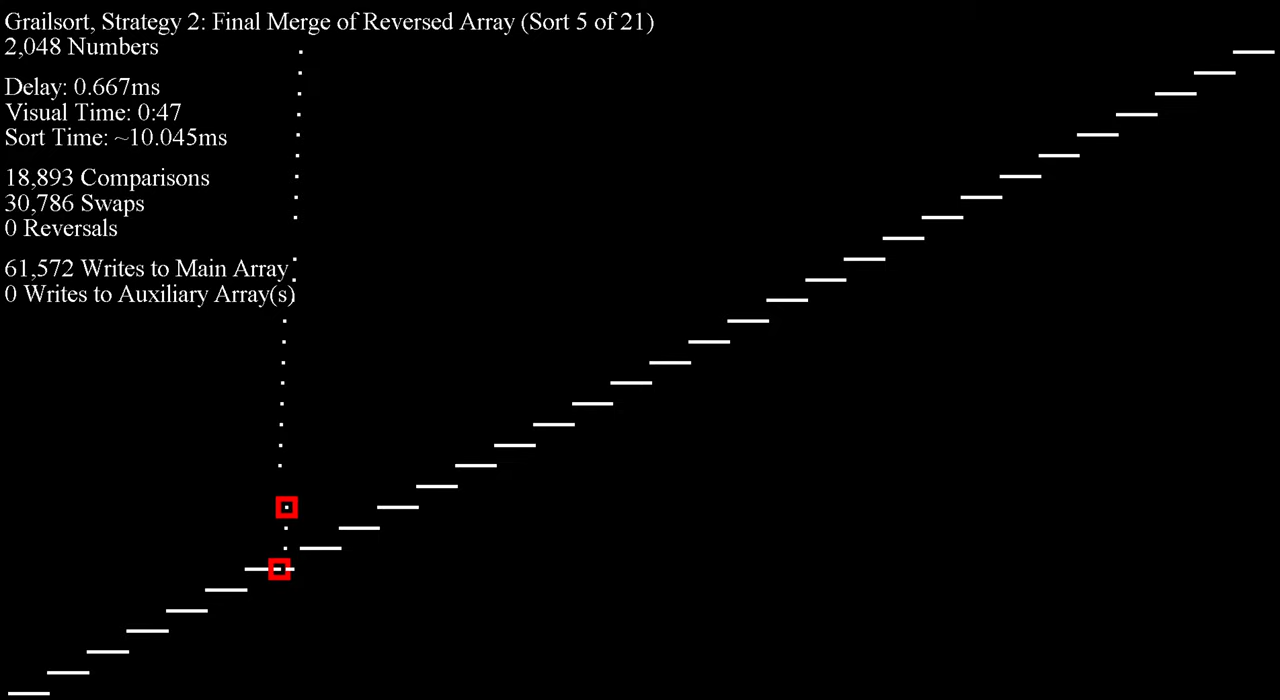 Grailsort, Strategy 2: Final Merge of Reversed Array (Sort 5 of 21)
2,048 Numbers
Delay: 0.667ms
Visual Time: 0:47
Sort Time: ~10.045ms
18,893 Comparisons
30,786 Swaps
0 Reversals
61,572 Writes to Main Array
0 Writes to Auxiliary Array(s)